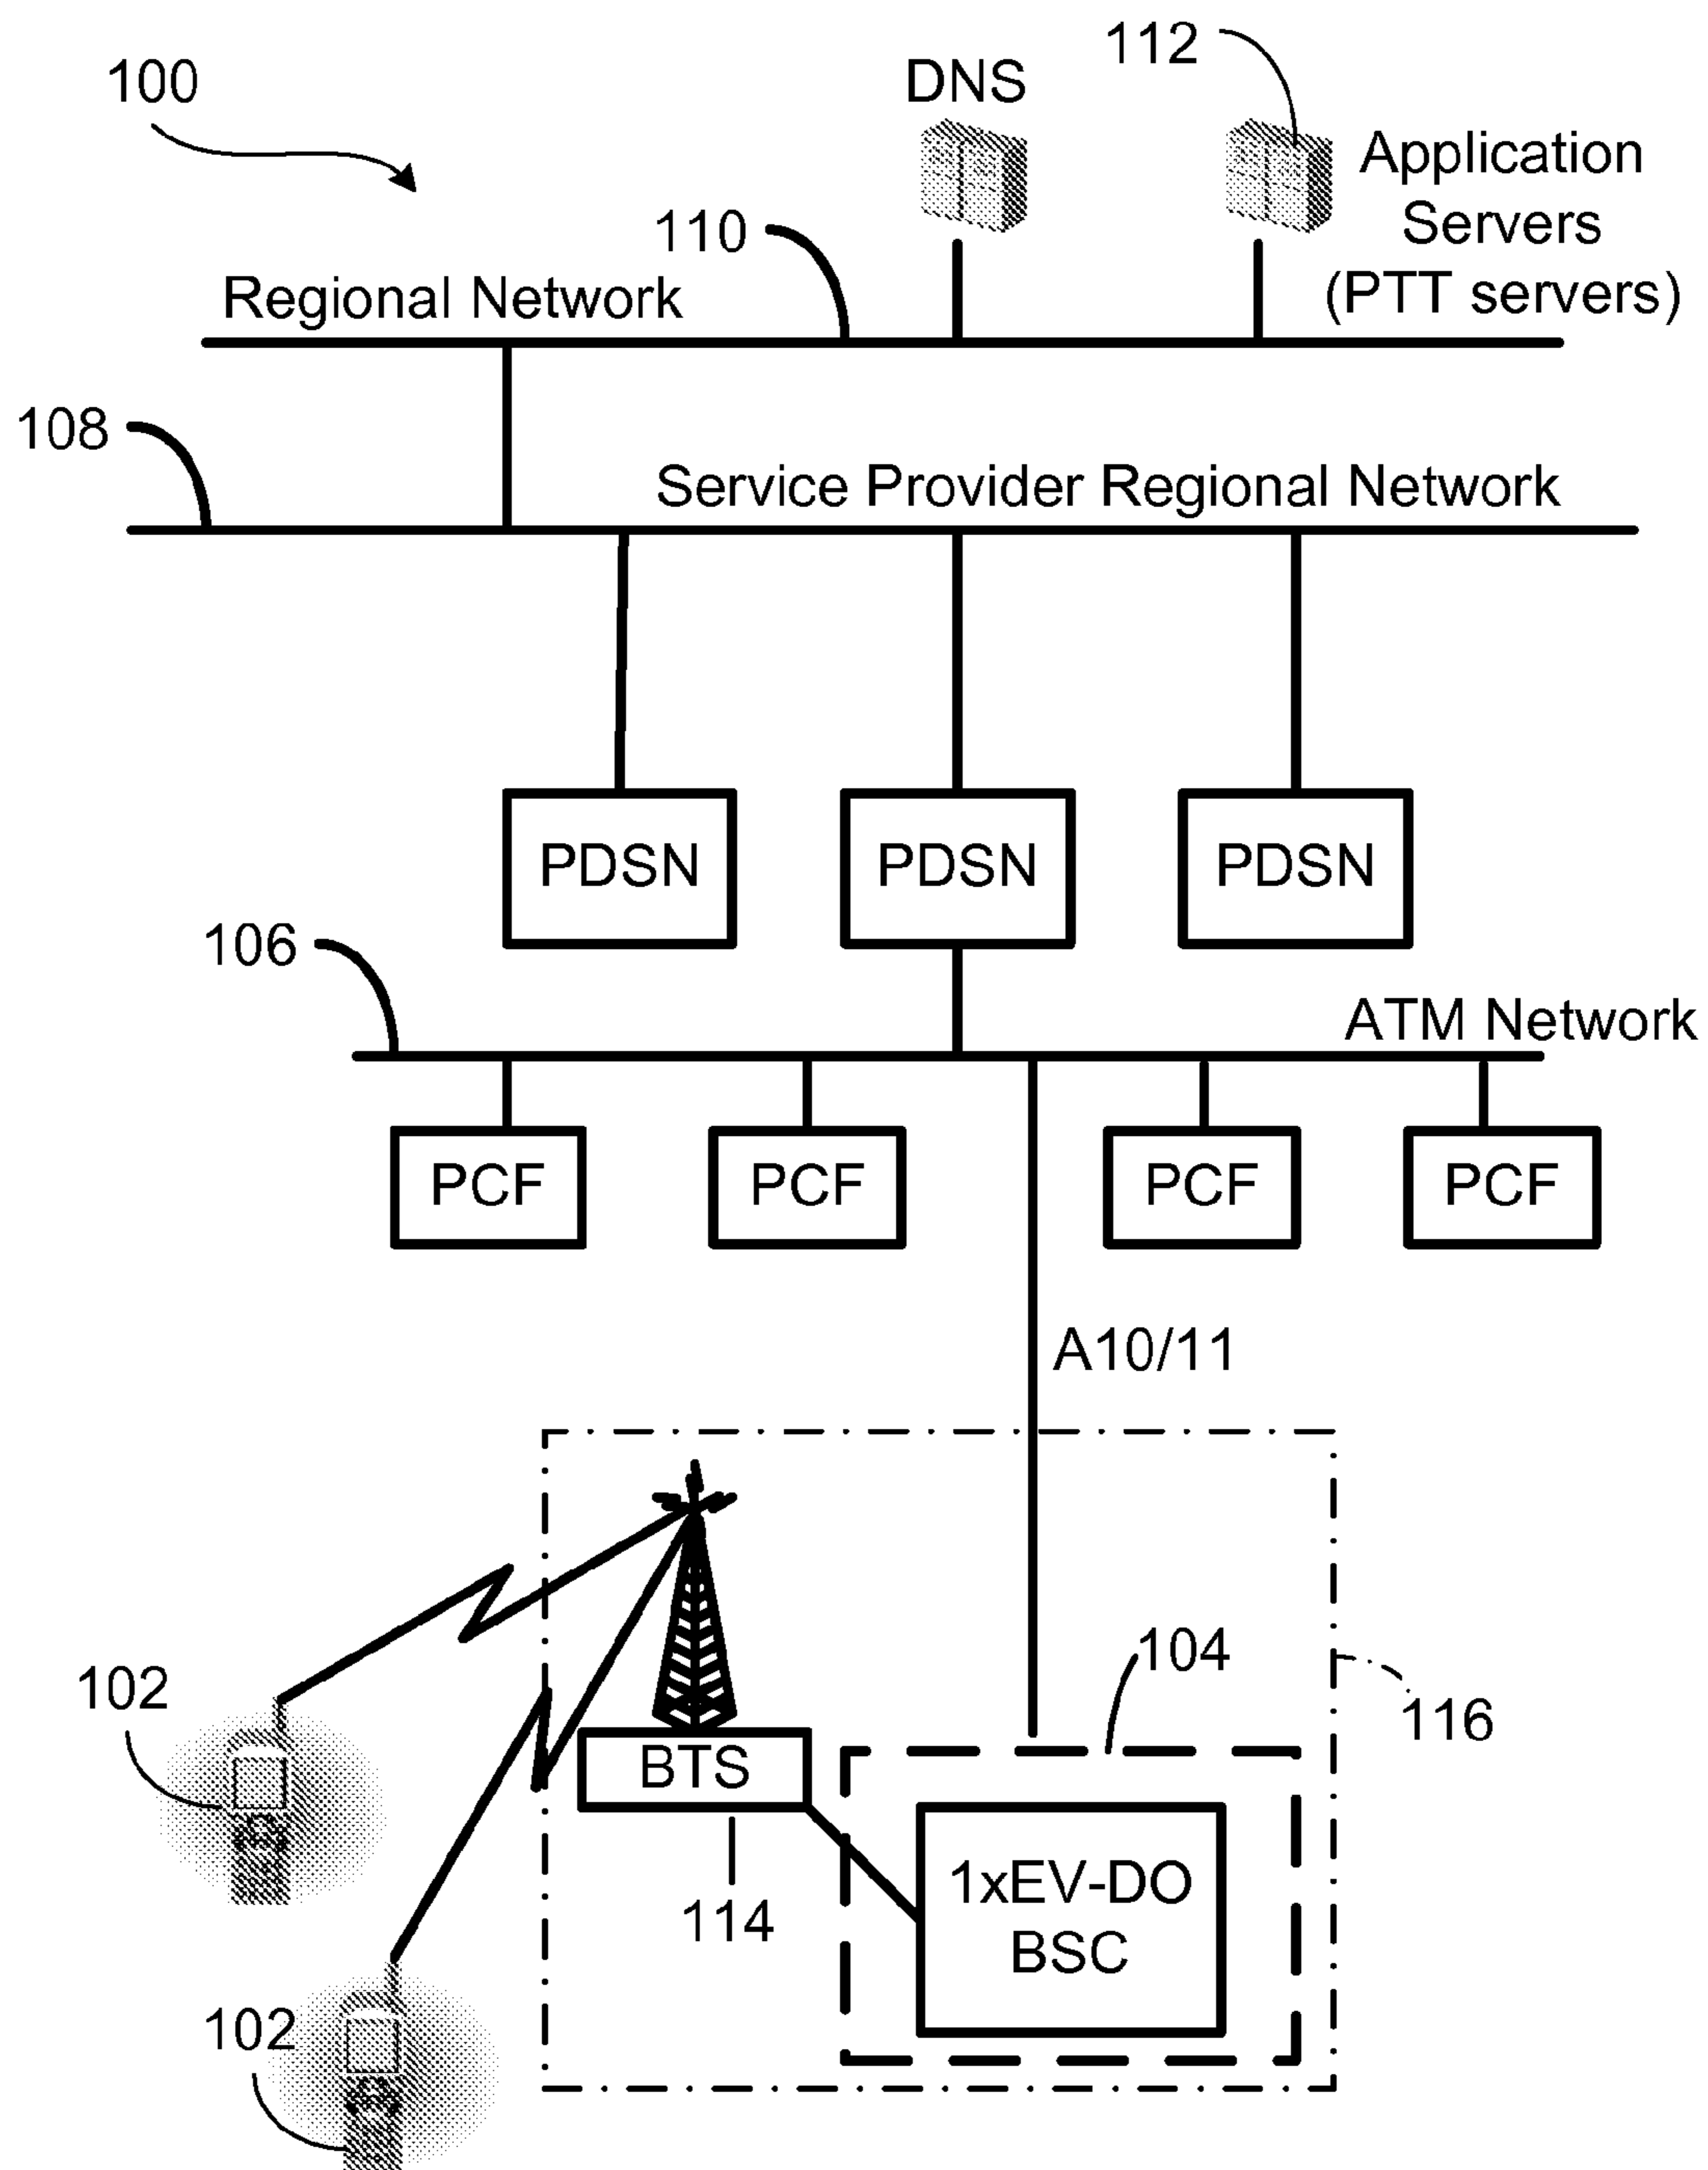 100
DNS
112
Application
Servers
(PTT servers)
110
Regional Network
108
Service Provider Regional Network
PDSN
PDSN
PDSN
106
ATM Network
PCF
PCF
PCF
PCF
A10/11
104
116
102
BTS
114
1xEV-DO
BSC
102